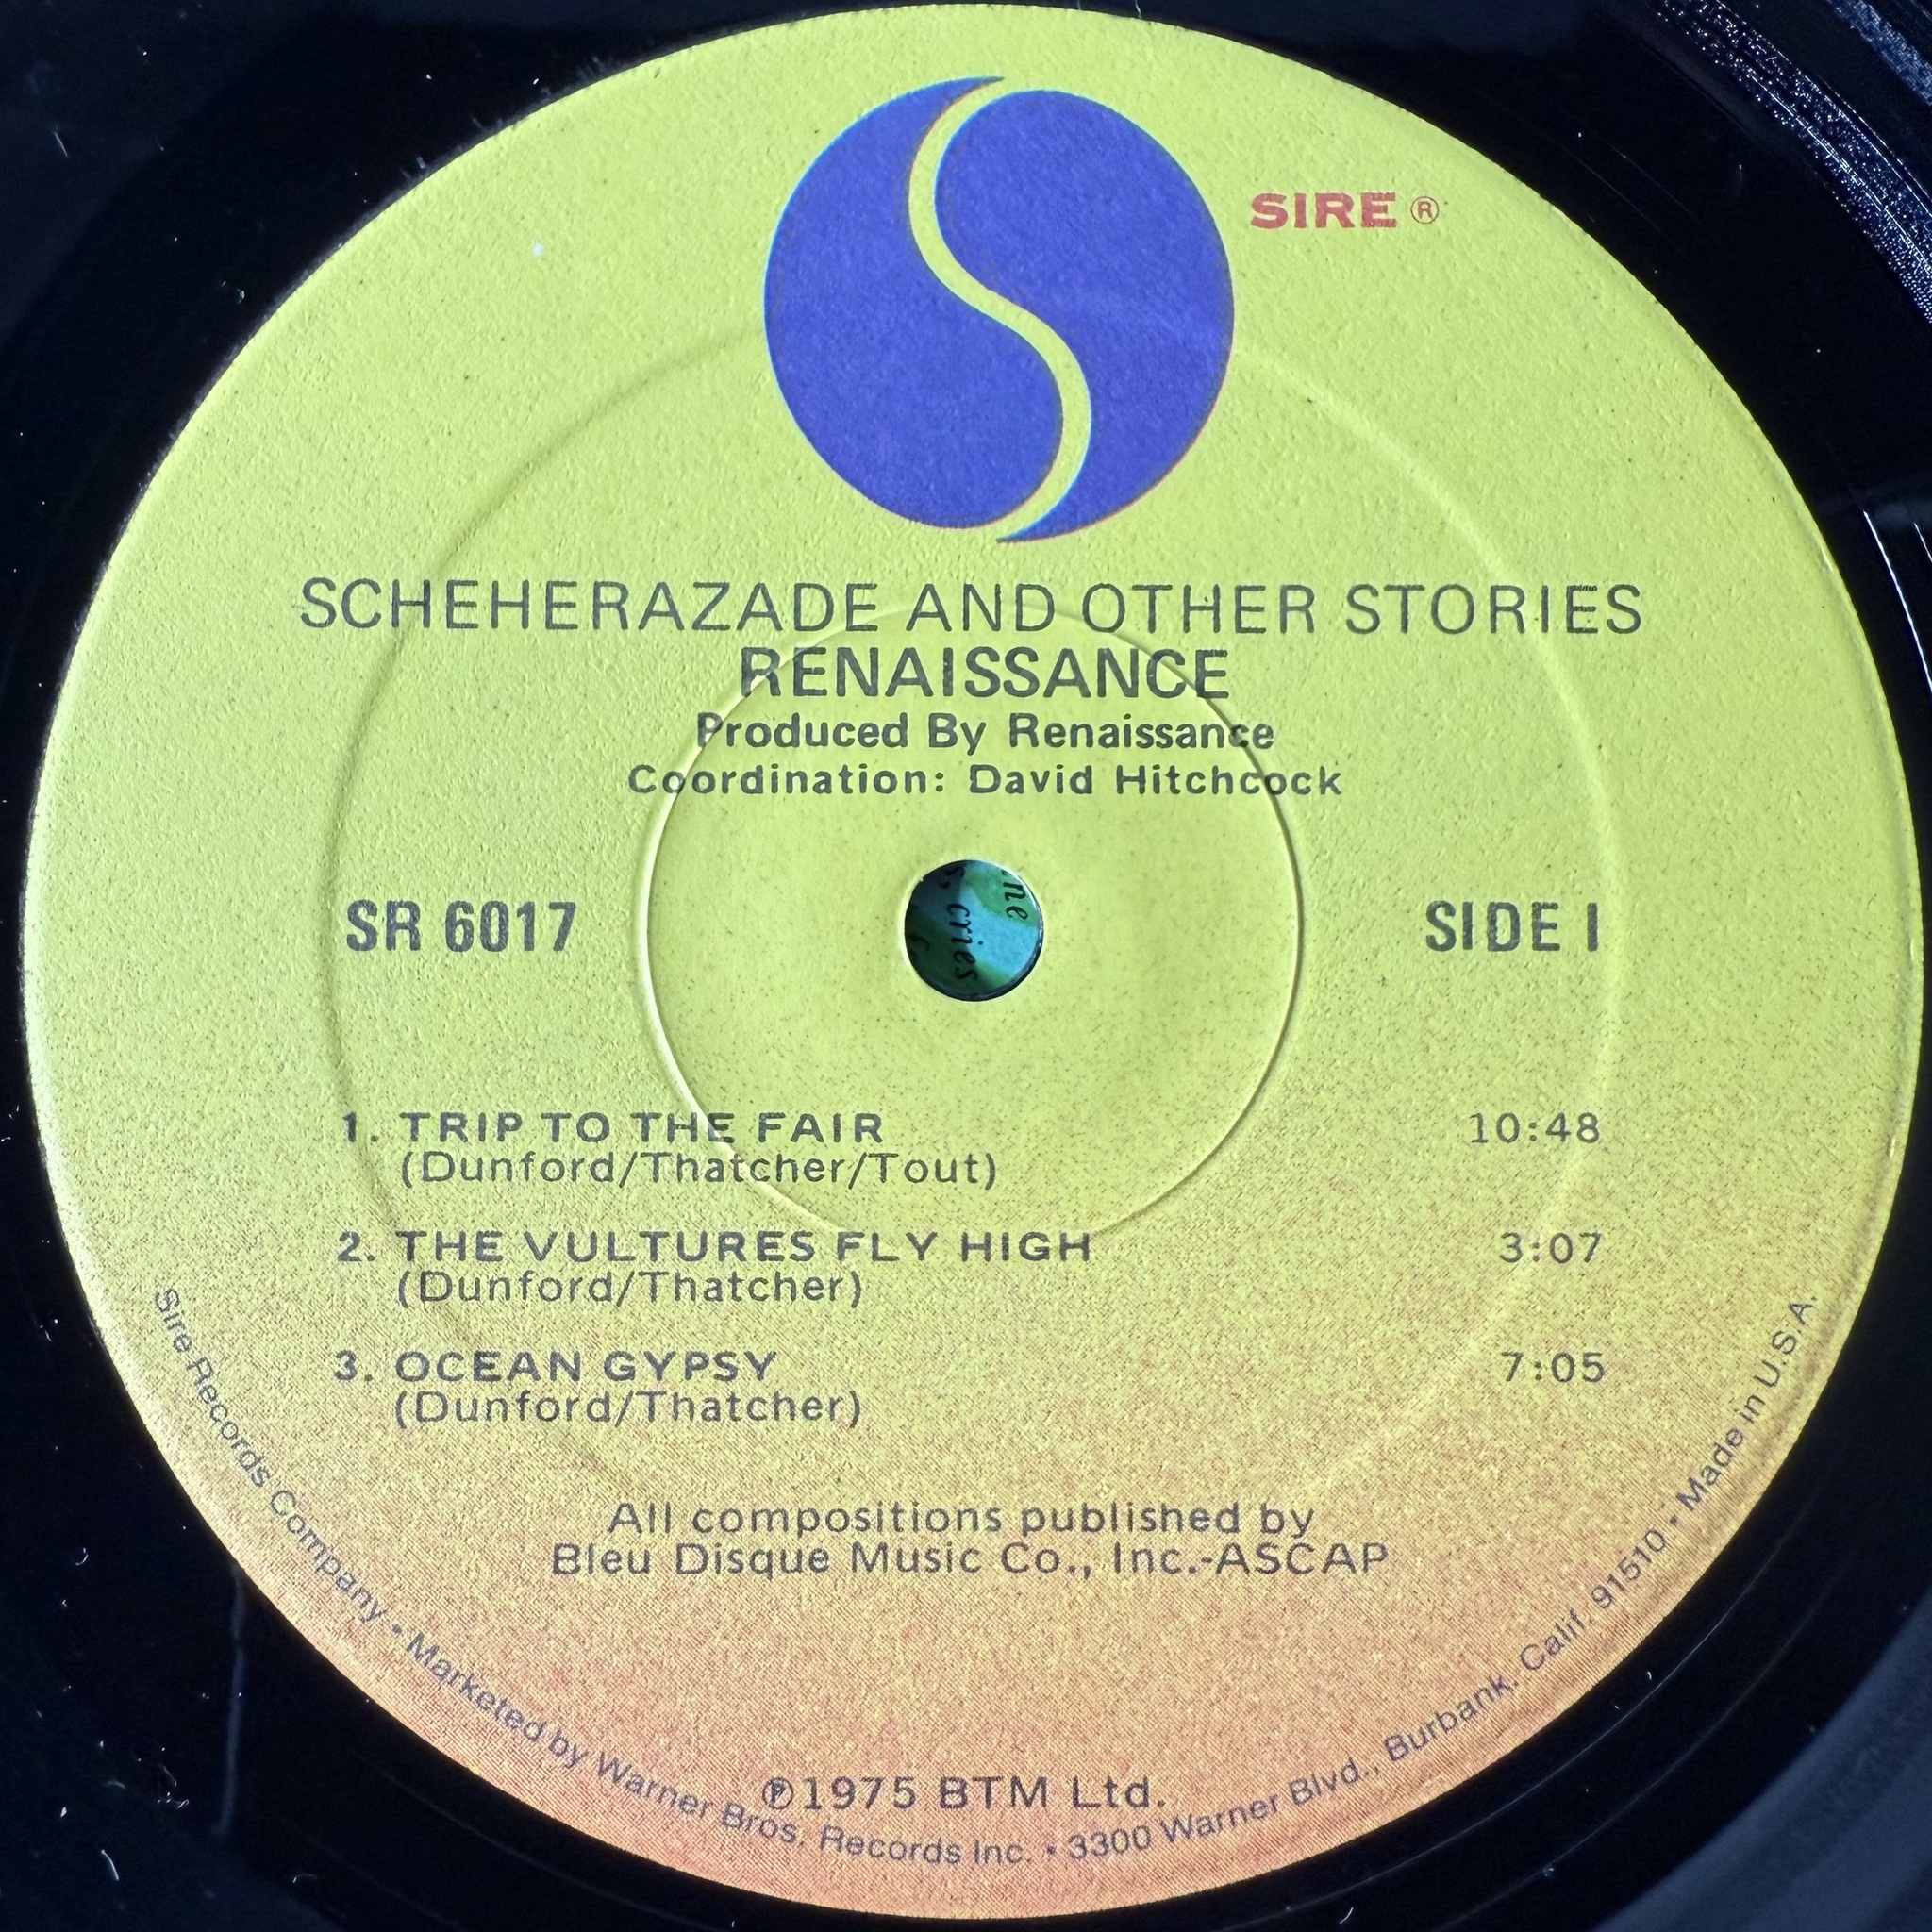 SIRE ®
SCHEHERAZADE AND OTHER STORIES
RENAISSANCE
Produced By Renaissance
Coordination: David Hitchcock
SR 6017
SIDE I
ne
s, cries
1. TRIP TO THE FAIR 10:48
(Dunford/Thatcher/Tout)
2. THE VULTURES FLY HIGH 3:07
(Dunford/Thatcher)
3. OCEAN GYPSY 7:05
(Dunford/Thatcher)
All compositions published by
Bleu Disque Music Co., Inc.-ASCAP
℗1975 BTM Ltd.
Sire Records Company • Marketed by Warner Bros. Records Inc. • 3300 Warner Blvd., Burbank, Calif. 91510 • Made in U.S.A.